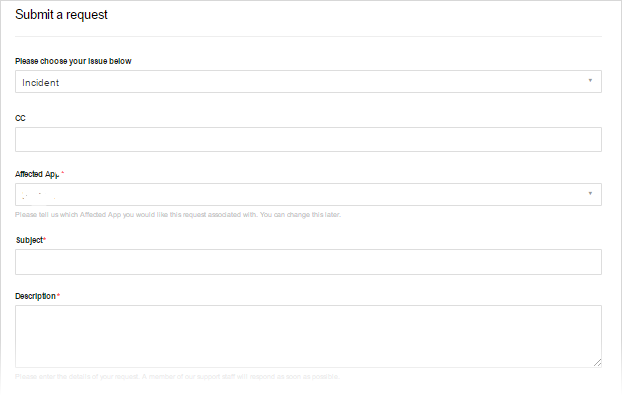 Submit a request
Please choose your issue below
Incident
CC
Affected App *
Please tell us which Affected App you would like this request associated with. You can change this later.
Subject*
Description*
Please enter the details of your request. A member of our support staff will respond as soon as possible.